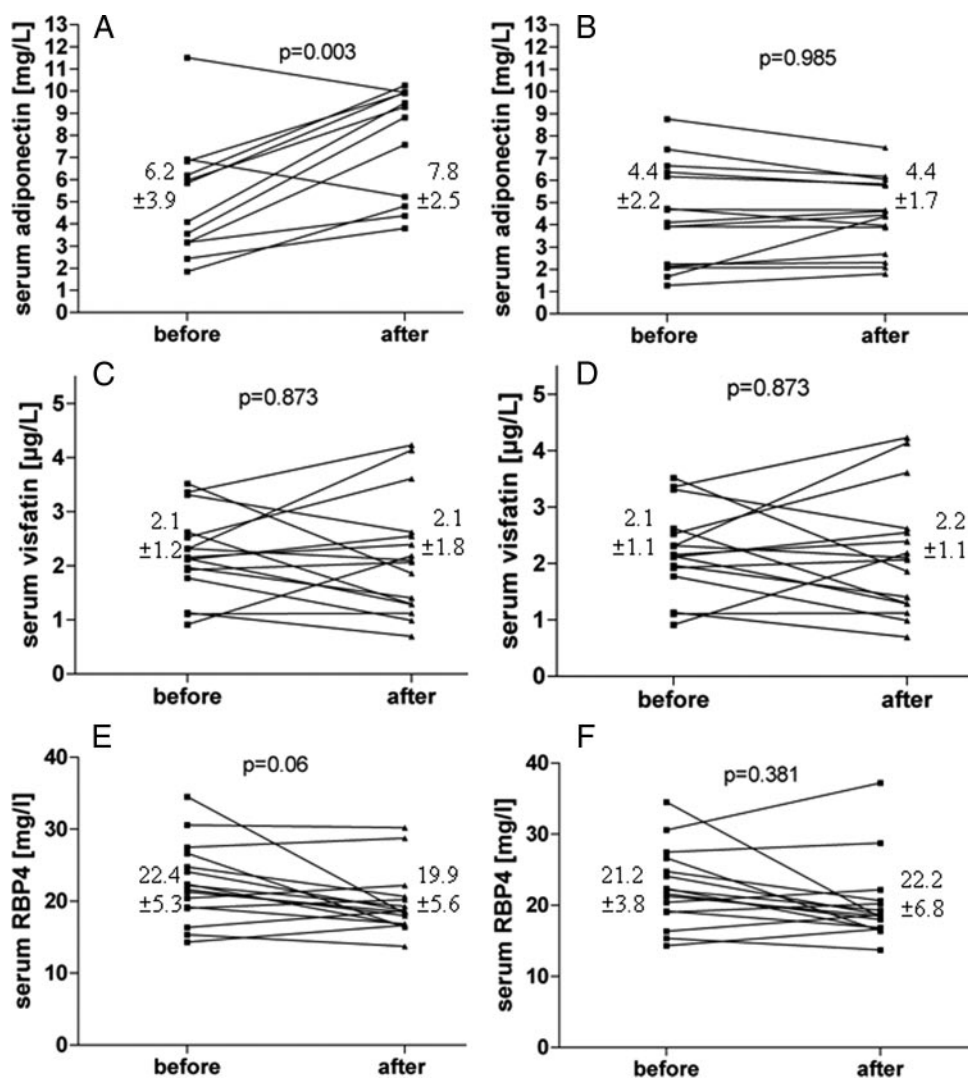 A
p=0.003
serum adiponectin [mg/L]
13
12
11
10
9
8
7
6
5
4
3
2
1
0
6.2
±3.9
7.8
±2.5
before
after
B
p=0.985
serum adiponectin [mg/L]
13
12
11
10
9
8
7
6
5
4
3
2
1
0
4.4
±2.2
4.4
±1.7
before
after
C
p=0.873
serum visfatin [µg/L]
5
4
3
2
1
0
2.1
±1.2
2.1
±1.8
before
after
D
p=0.873
serum visfatin [µg/L]
5
4
3
2
1
0
2.1
±1.1
2.2
±1.1
before
after
E
p=0.06
serum RBP4 [mg/l]
40
30
20
10
0
22.4
±5.3
19.9
±5.6
before
after
F
p=0.381
serum RBP4 [mg/l]
40
30
20
10
0
21.2
±3.8
22.2
±6.8
before
after